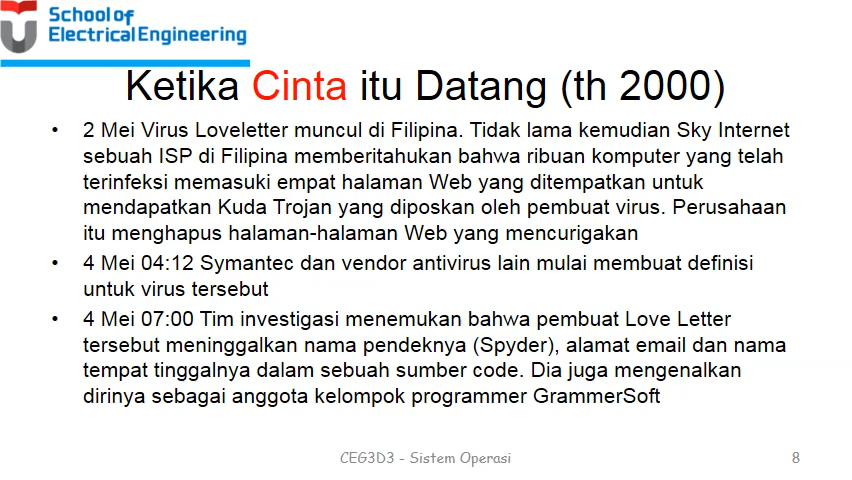 School of
Electrical Engineering
Ketika Cinta itu Datang (th 2000)
• 2 Mei Virus Loveletter muncul di Filipina. Tidak lama kemudian Sky Internet
sebuah ISP di Filipina memberitahukan bahwa ribuan komputer yang telah
terinfeksi memasuki empat halaman Web yang ditempatkan untuk
mendapatkan Kuda Trojan yang diposkan oleh pembuat virus. Perusahaan
itu menghapus halaman-halaman Web yang mencurigakan
• 4 Mei 04:12 Symantec dan vendor antivirus lain mulai membuat definisi
untuk virus tersebut
• 4 Mei 07:00 Tim investigasi menemukan bahwa pembuat Love Letter
tersebut meninggalkan nama pendeknya (Spyder), alamat email dan nama
tempat tinggalnya dalam sebuah sumber code. Dia juga mengenalkan
dirinya sebagai anggota kelompok programmer GrammerSoft
CEG3D3 - Sistem Operasi
8